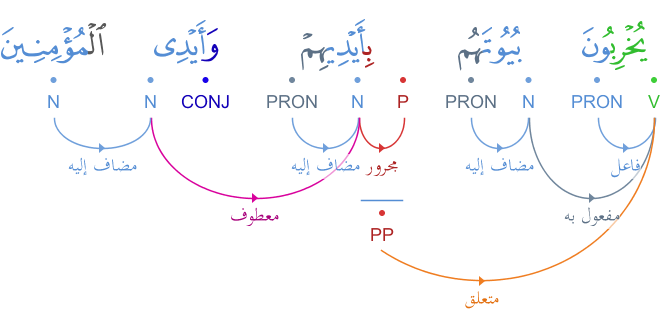 يُخْرِبُونَ بُيُوتَهُم بِأَيْدِيهِمْ وَأَيْدِى ٱلْمُؤْمِنِينَ
V PRON N PRON P N PRON CONJ N N
فاعل مضاف إليه مجرور مضاف إليه مضاف إليه
مفعول به معطوف
PP
متعلق